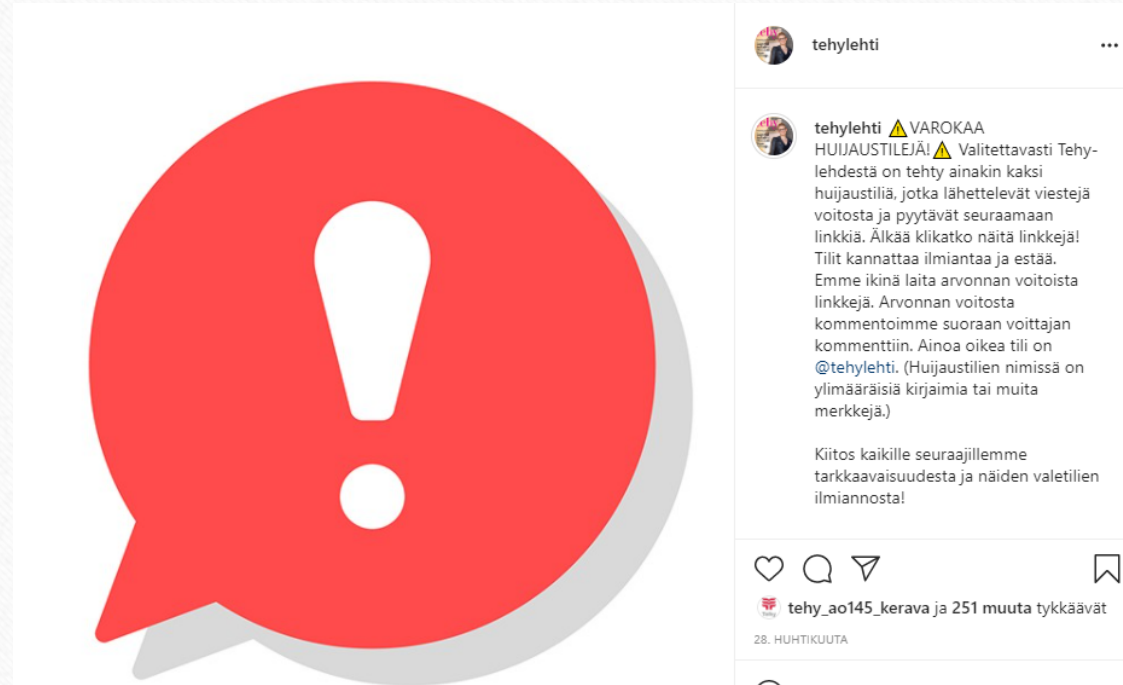 tehylehti
tehylehti ⚠VAROKAA
HUIJAUSTILEJÄ!⚠ Valitettavasti Tehy-
lehdestä on tehty ainakin kaksi
huijaustiliä, jotka lähettelevät viestejä
voitosta ja pyytävät seuraamaan
linkkiä. Älkää klikatko näitä linkkejä!
Tilit kannattaa ilmiantaa ja estää.
Emme ikinä laita arvonnan voitoista
linkkejä. Arvonnan voitosta
kommentoimme suoraan voittajan
kommenttiin. Ainoa oikea tili on
@tehylehti. (Huijaustilien nimissä on
ylimääräisiä kirjaimia tai muita
merkkejä.)
Kiitos kaikille seuraajillemme
tarkkaavaisuudesta ja näiden valetilien
ilmiannosta!
tehy_ao145_kerava ja 251 muuta tykkäävät
28. HUHTIKUUTA